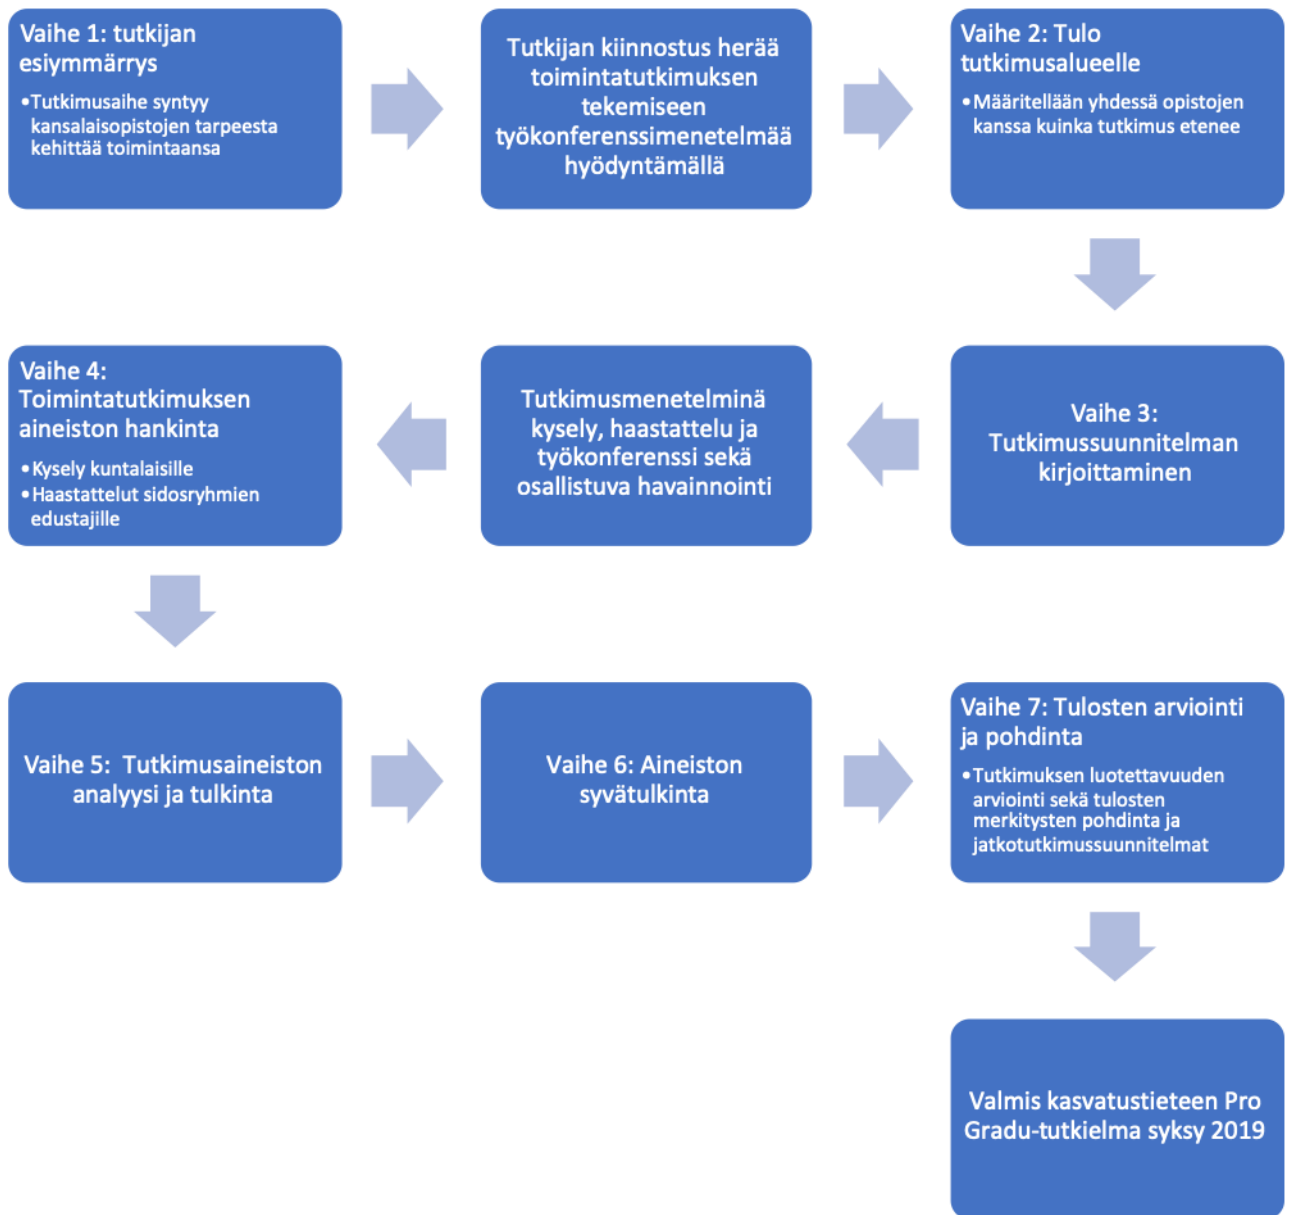 Vaihe 1: tutkijan
esiymmärrys
•Tutkimusaihe syntyy
kansalaisopistojen tarpeesta
kehittää toimintaansa
Tutkijan kiinnostus herää
toimintatutkimuksen
tekemiseen
työkonferenssimenetelmää
hyödyntämällä
Vaihe 2: Tulo
tutkimusalueelle
•Määritellään yhdessä opistojen
kanssa kuinka tutkimus etenee
Vaihe 3:
Tutkimussuunnitelman
kirjoittaminen
Tutkimusmenetelminä
kysely, haastattelu ja
työkonferenssi sekä
osallistuva havainnointi
Vaihe 4:
Toimintatutkimuksen
aineiston hankinta
•Kysely kuntalaisille
•Haastattelut sidosryhmien
edustajille
Vaihe 5: Tutkimusaineiston
analyysi ja tulkinta
Vaihe 6: Aineiston
syvätulkinta
Vaihe 7: Tulosten arviointi
ja pohdinta
•Tutkimuksen luotettavuuden
arviointi sekä tulosten
merkitysten pohdinta ja
jatkotutkimussuunnitelmat
Valmis kasvatustieteen Pro
Gradu-tutkielma syksy 2019